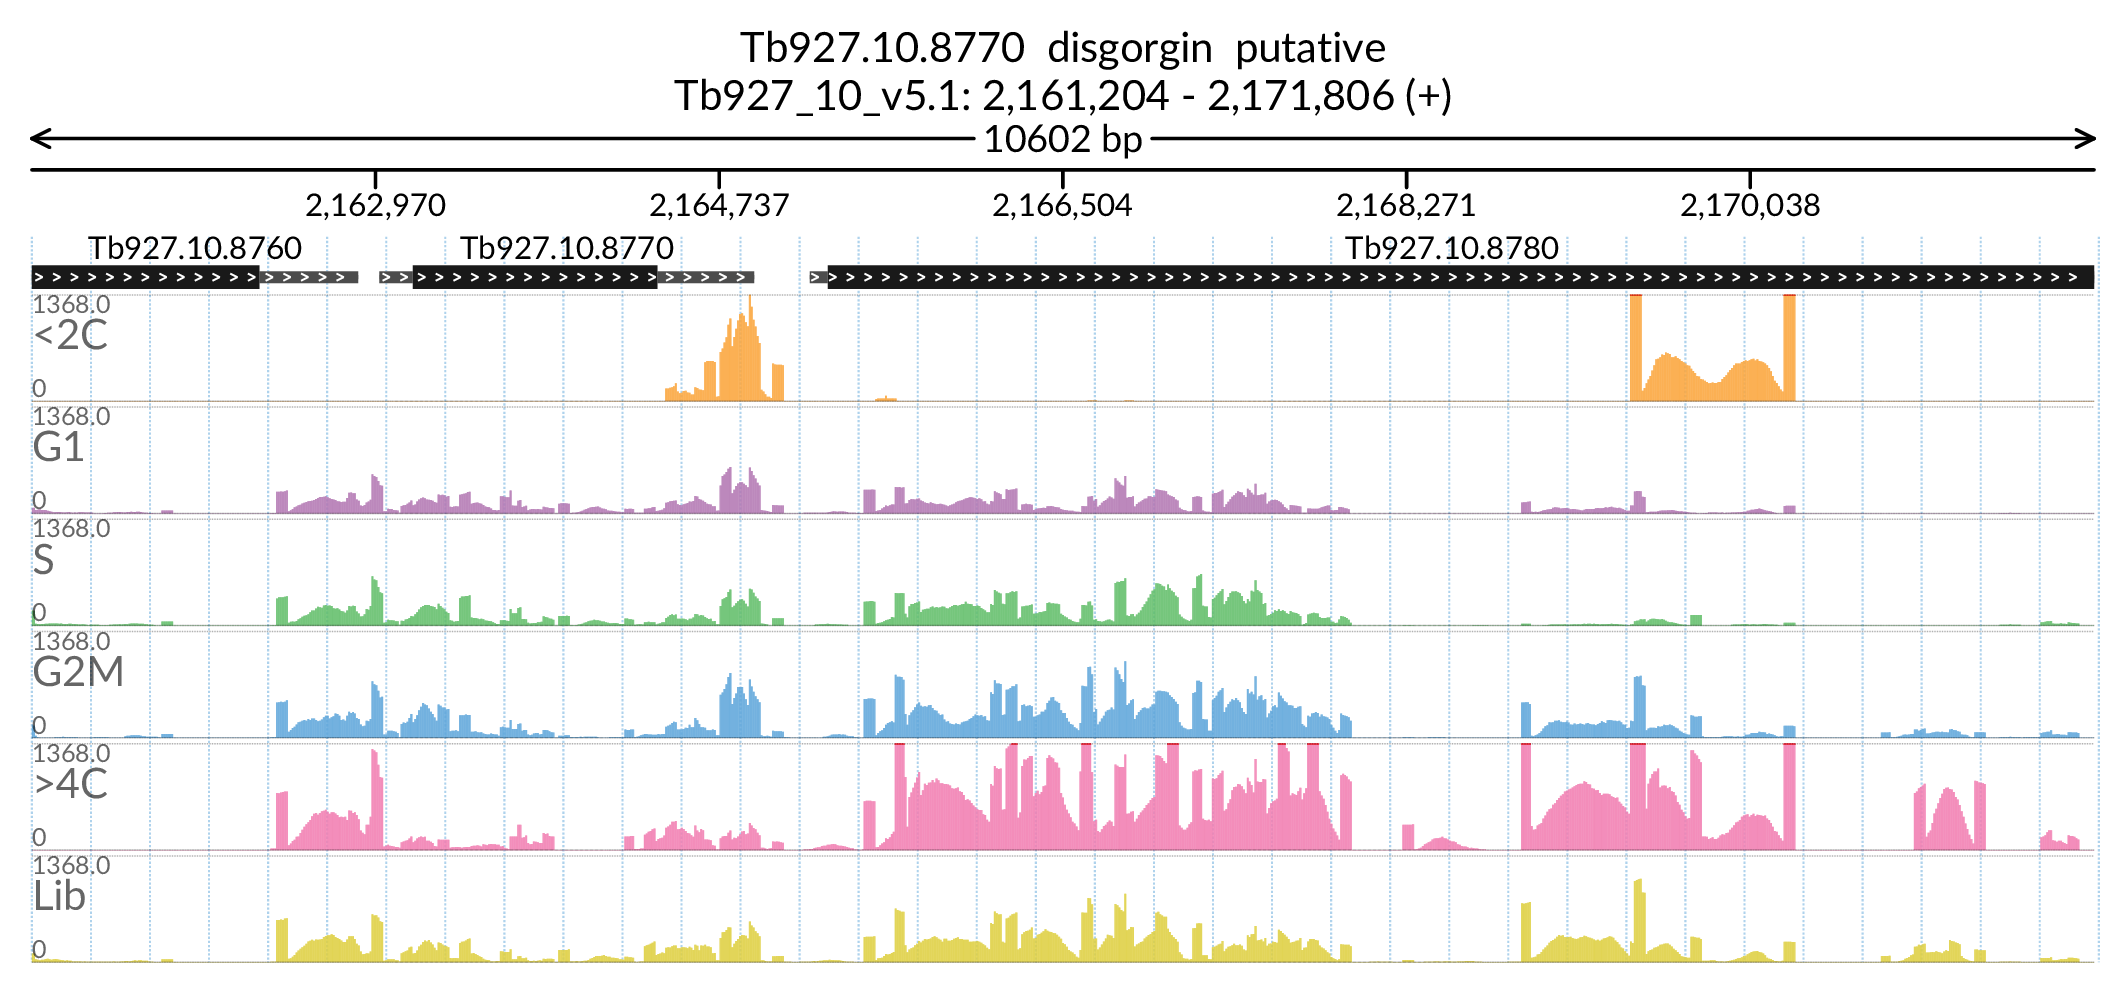 Tb927.10.8770 disgorgin putative
Tb927_10_v5.1: 2,161,204 - 2,171,806 (+)
10602 bp
2,162,970 2,164,737 2,166,504 2,168,271 2,170,038
Tb927.10.8760 Tb927.10.8770 Tb927.10.8780
1368.0
<2C
0
1368.0
G1
0
1368.0
S
0
1368.0
G2M
0
1368.0
>4C
0
1368.0
Lib
0